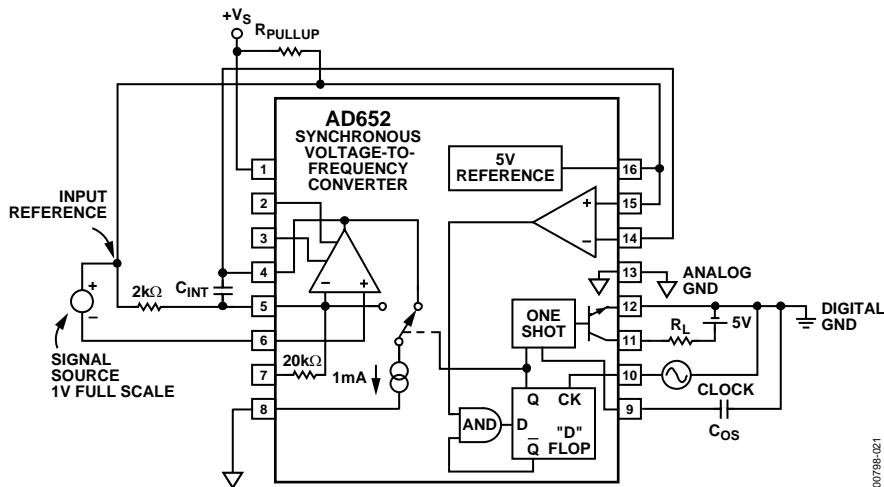 +VS
RPULLUP
AD652
SYNCHRONOUS
VOLTAGE-TO-
FREQUENCY
CONVERTER
5V
REFERENCE
1
2
3
4
5
6
7
8
16
15
14
13
12
11
10
9
INPUT
REFERENCE
2kΩ
CINT
+
–
SIGNAL
SOURCE
1V FULL SCALE
–
+
20kΩ
1mA
+
–
ANALOG
GND
DIGITAL
GND
ONE
SHOT
RL
5V
CLOCK
COS
AND
Q
CK
D
"D"
FLOP
Q̅
00798-021